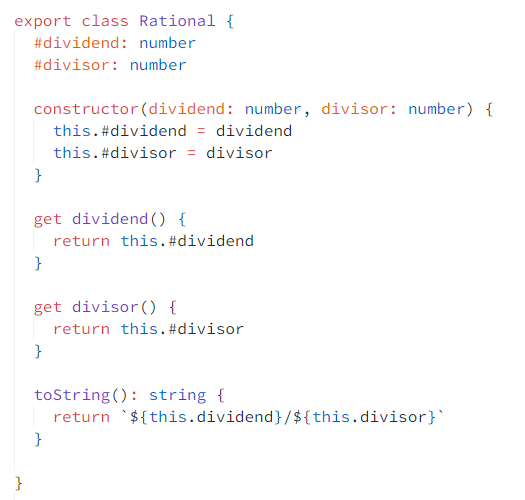 export class Rational {
#dividend: number
#divisor: number
constructor(dividend: number, divisor: number) {
this.#dividend = dividend
this.#divisor = divisor
}
get dividend() {
return this.#dividend
}
get divisor() {
return this.#divisor
}
toString(): string {
return `${this.dividend}/${this.divisor}`
}
}